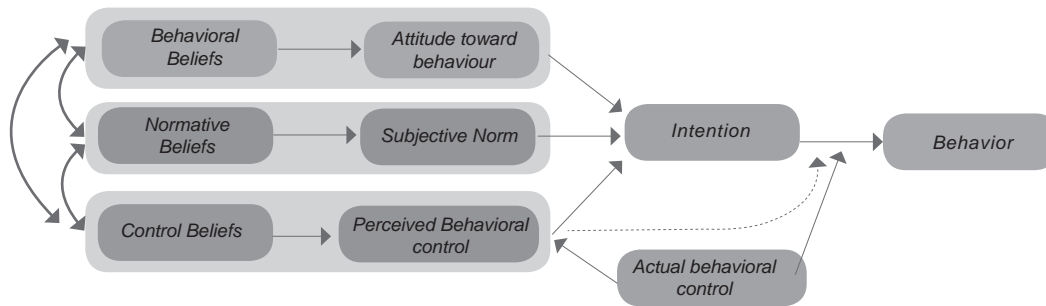 Behavioral
Beliefs
Attitude toward
behaviour
Normative
Beliefs
Subjective Norm
Intention
Behavior
Control Beliefs
Perceived Behavioral
control
Actual behavioral
control